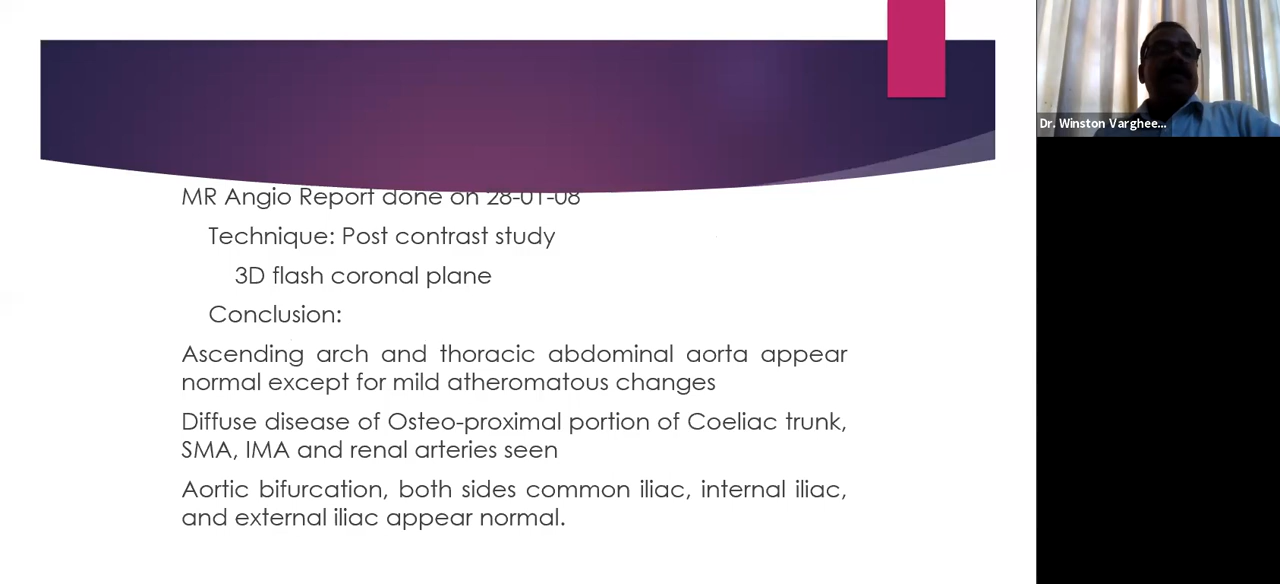 MR Angio Report done on 28-01-08
Technique: Post contrast study
3D flash coronal plane
Conclusion:
Ascending arch and thoracic abdominal aorta appear
normal except for mild atheromatous changes
Diffuse disease of Osteo-proximal portion of Coeliac trunk,
SMA, IMA and renal arteries seen
Aortic bifurcation, both sides common iliac, internal iliac,
and external iliac appear normal.
Dr. Winston Varghee...